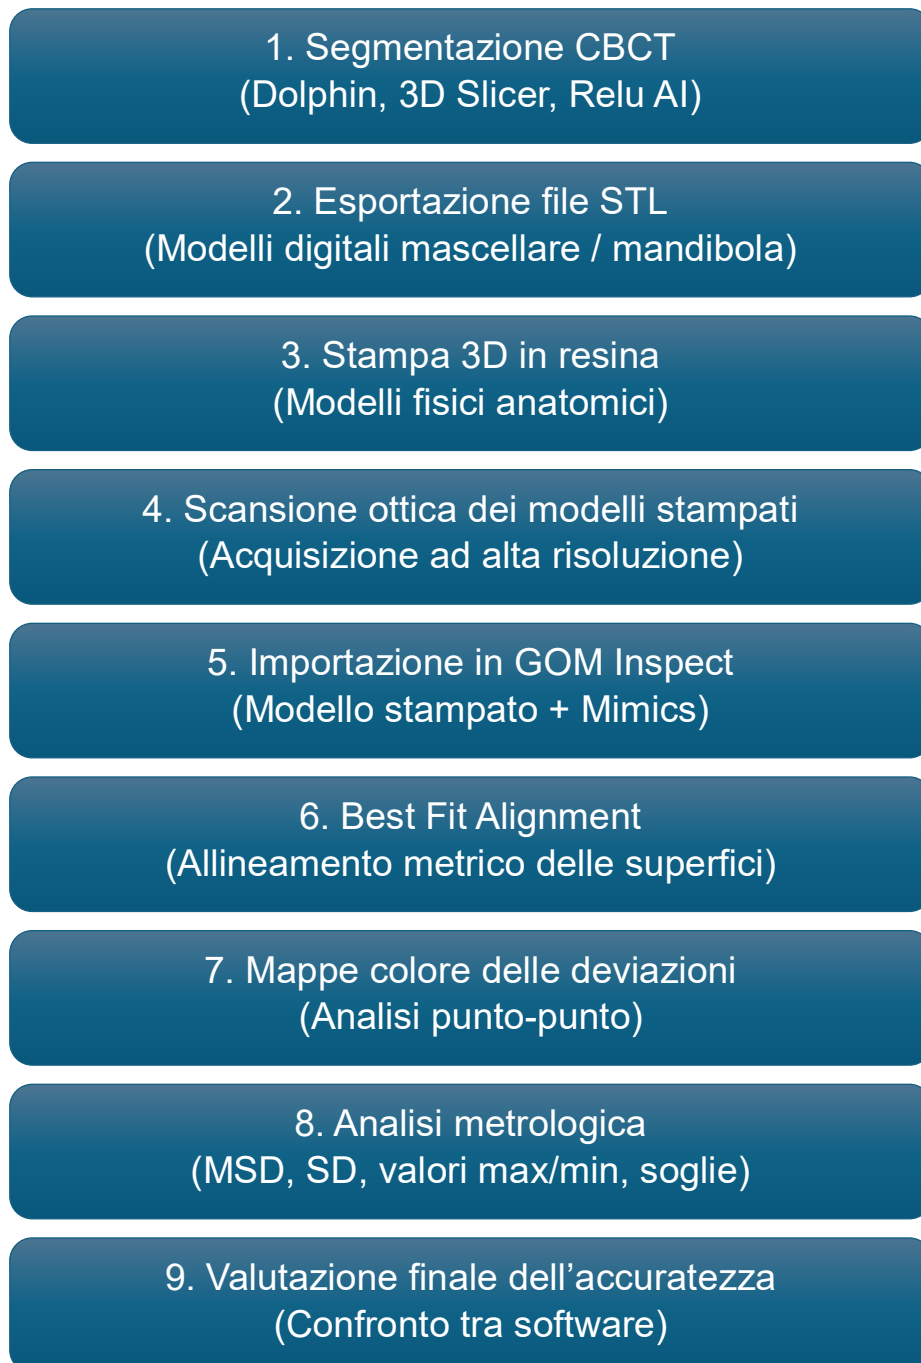 1. Segmentazione CBCT
(Dolphin, 3D Slicer, Relu AI)
2. Esportazione file STL
(Modelli digitali mascellare / mandibola)
3. Stampa 3D in resina
(Modelli fisici anatomici)
4. Scansione ottica dei modelli stampati
(Acquisizione ad alta risoluzione)
5. Importazione in GOM Inspect
(Modello stampato + Mimics)
6. Best Fit Alignment
(Allineamento metrico delle superfici)
7. Mappe colore delle deviazioni
(Analisi punto-punto)
8. Analisi metrologica
(MSD, SD, valori max/min, soglie)
9. Valutazione finale dell’accuratezza
(Confronto tra software)